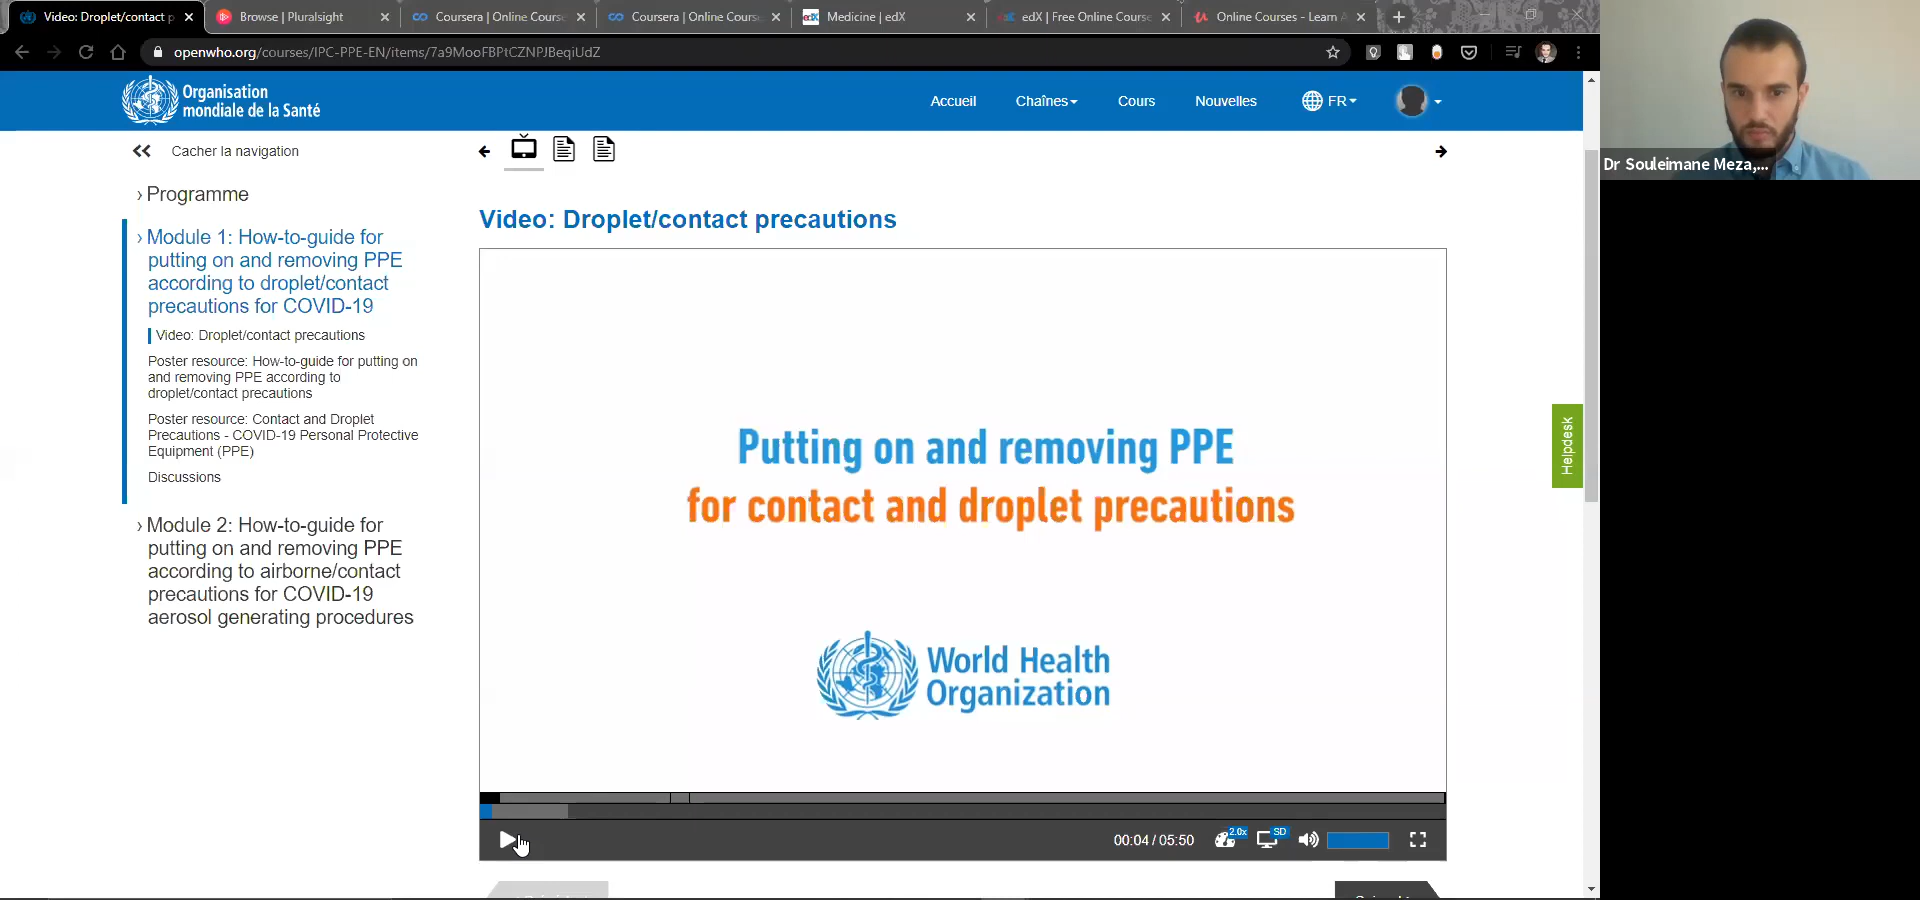 Video: Droplet/contact p
Browse | Pluralsight
Coursera | Online Course
Coursera | Online Course
Medicine | edX
edX | Free Online Course
Online Courses - Learn A
openwho.org/courses/IPC-PPE-EN/items/7a9MooFBPtCZNPJBeqiUdZ
Organisation
mondiale de la Santé
Accueil
Chaînes
Cours
Nouvelles
FR
Dr Souleimane Meza,...
Cacher la navigation
Programme
Module 1: How-to-guide for
putting on and removing PPE
according to droplet/contact
precautions for COVID-19
Video: Droplet/contact precautions
Poster resource: How-to-guide for putting on
and removing PPE according to
droplet/contact precautions
Poster resource: Contact and Droplet
Precautions - COVID-19 Personal Protective
Equipment (PPE)
Discussions
Module 2: How-to-guide for
putting on and removing PPE
according to airborne/contact
precautions for COVID-19
aerosol generating procedures
Video: Droplet/contact precautions
Putting on and removing PPE
for contact and droplet precautions
World Health
Organization
00:04 / 05:50
2.0x
SD
Helpdesk